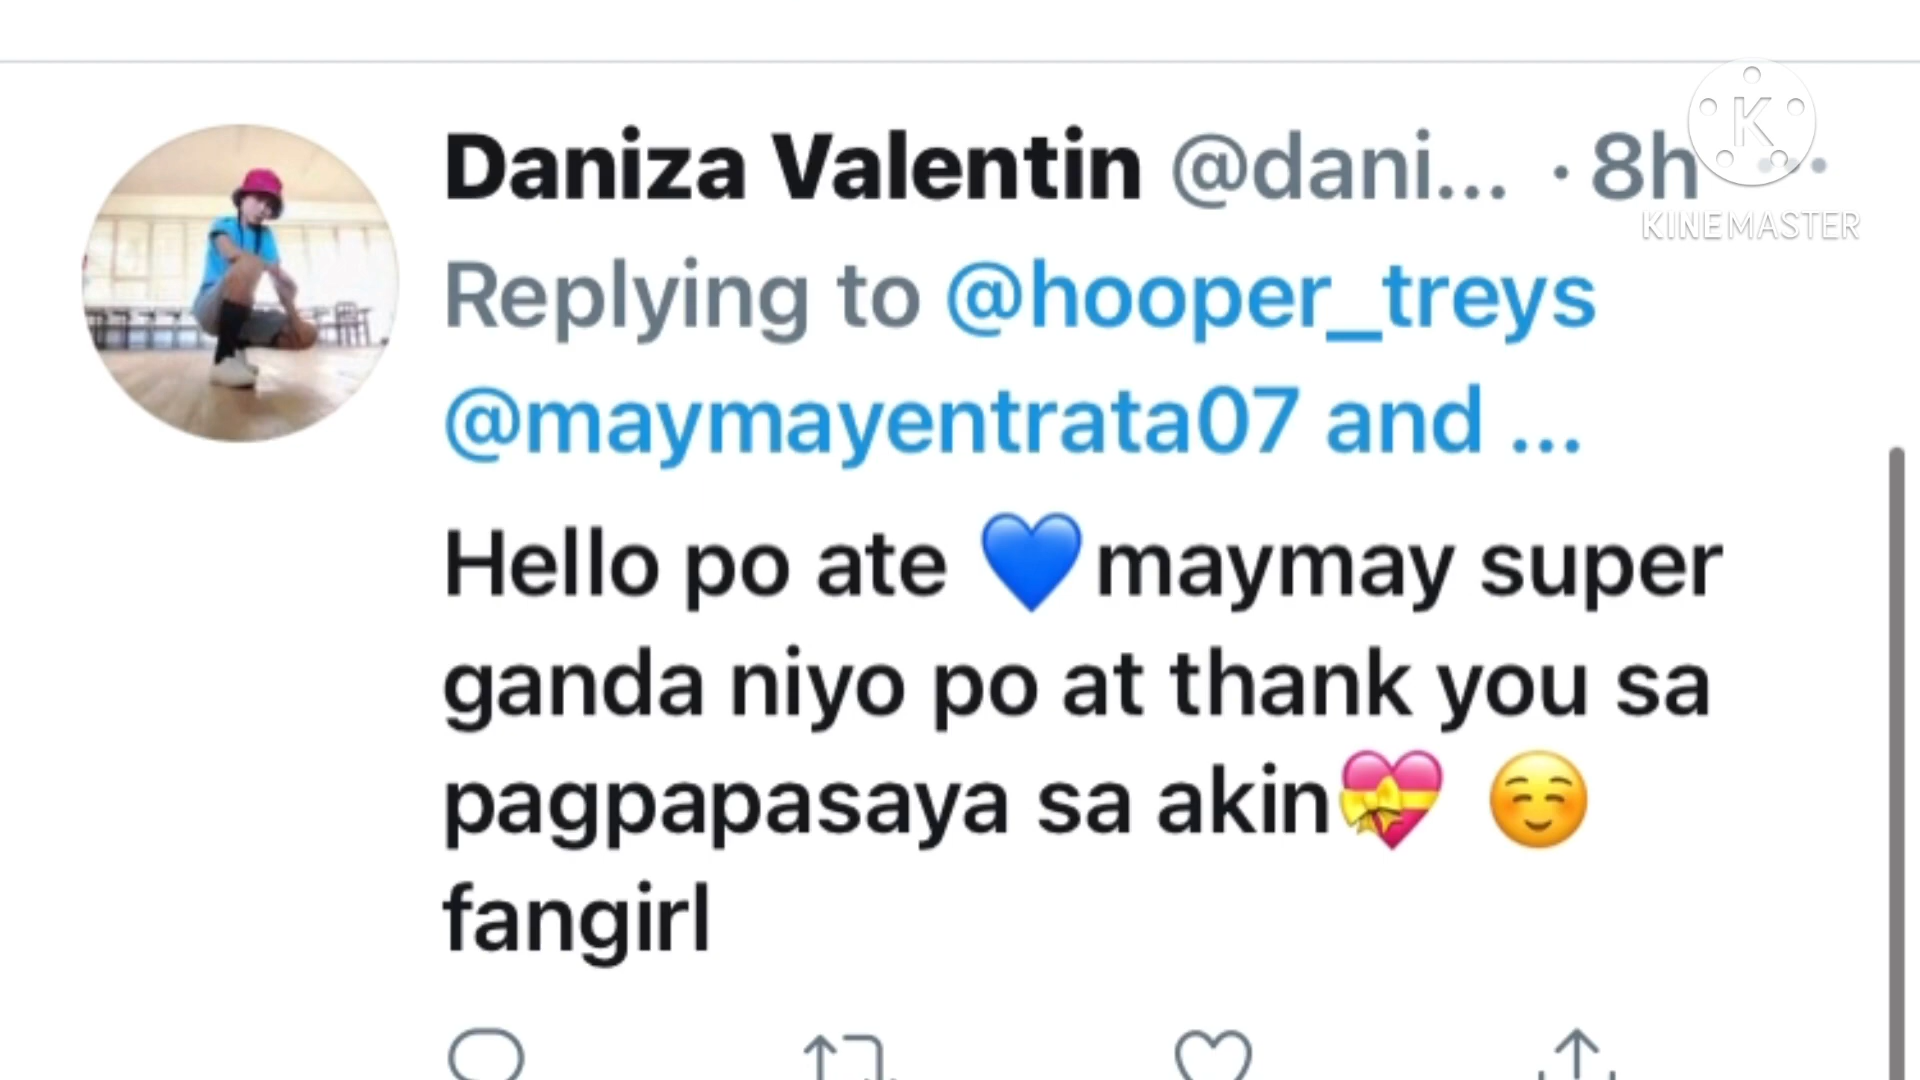 Daniza Valentin @dani... · 8h
KINEMASTER
Replying to @hooper_treys
@maymayentrata07 and ...
Hello po ate 💙maymay super
ganda niyo po at thank you sa
pagpapasaya sa akin💝 ☺️
fangirl